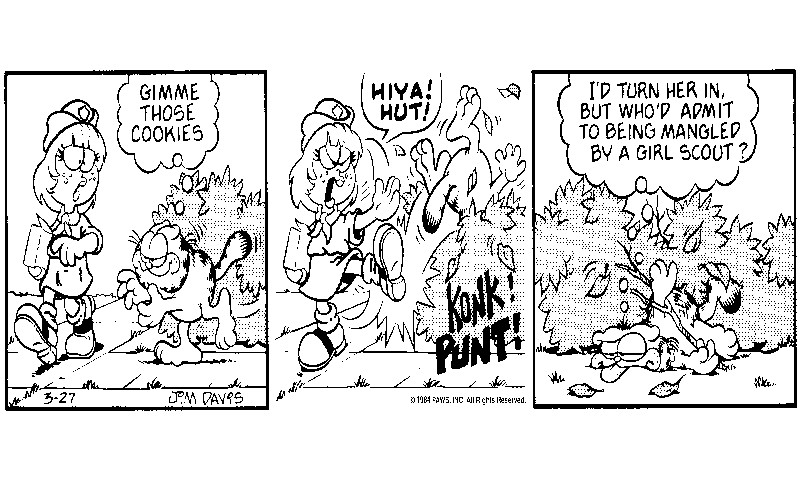 GIMME
THOSE
COOKIES
3-27
JIM DAVIS
HIYA!
HUT!
KONK!
PUNT!
© 1984 PAWS, INC. All Rights Reserved.
I'D TURN HER IN,
BUT WHO'D ADMIT
TO BEING MANGLED
BY A GIRL SCOUT?